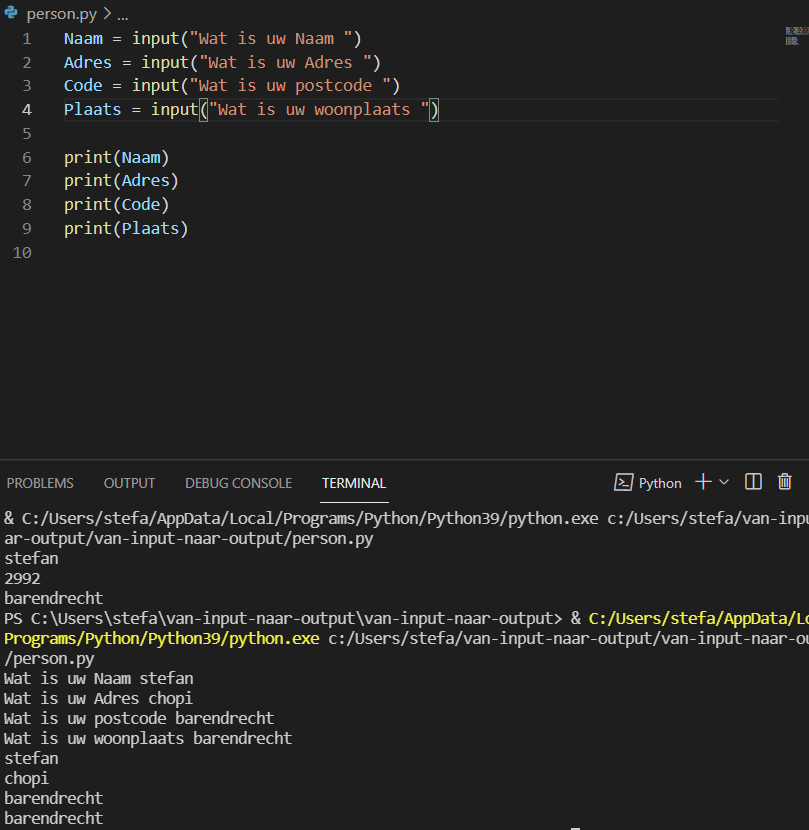 person.py > ...
1 Naam = input("Wat is uw Naam ")
2 Adres = input("Wat is uw Adres ")
3 Code = input("Wat is uw postcode ")
4 Plaats = input("Wat is uw woonplaats ")
5
6 print(Naam)
7 print(Adres)
8 print(Code)
9 print(Plaats)
10
PROBLEMS OUTPUT DEBUG CONSOLE TERMINAL Python
& C:/Users/stefa/AppData/Local/Programs/Python/Python39/python.exe c:/Users/stefa/van-inpu
ar-output/van-input-naar-output/person.py
stefan
2992
barendrecht
PS C:\Users\stefa\van-input-naar-output\van-input-naar-output> & C:/Users/stefa/AppData/Lo
Programs/Python/Python39/python.exe c:/Users/stefa/van-input-naar-output/van-input-naar-ou
/person.py
Wat is uw Naam stefan
Wat is uw Adres chopi
Wat is uw postcode barendrecht
Wat is uw woonplaats barendrecht
stefan
chopi
barendrecht
barendrecht